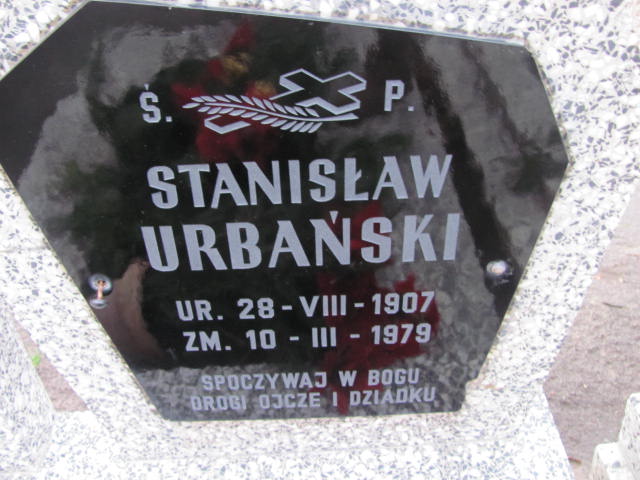 Ś. P.
STANISŁAW
URBAŃSKI
UR. 28-VIII-1907
ZM. 10-III-1979
SPOCZYWAJ W BOGU
DROGI OJCZE I DZIADKU